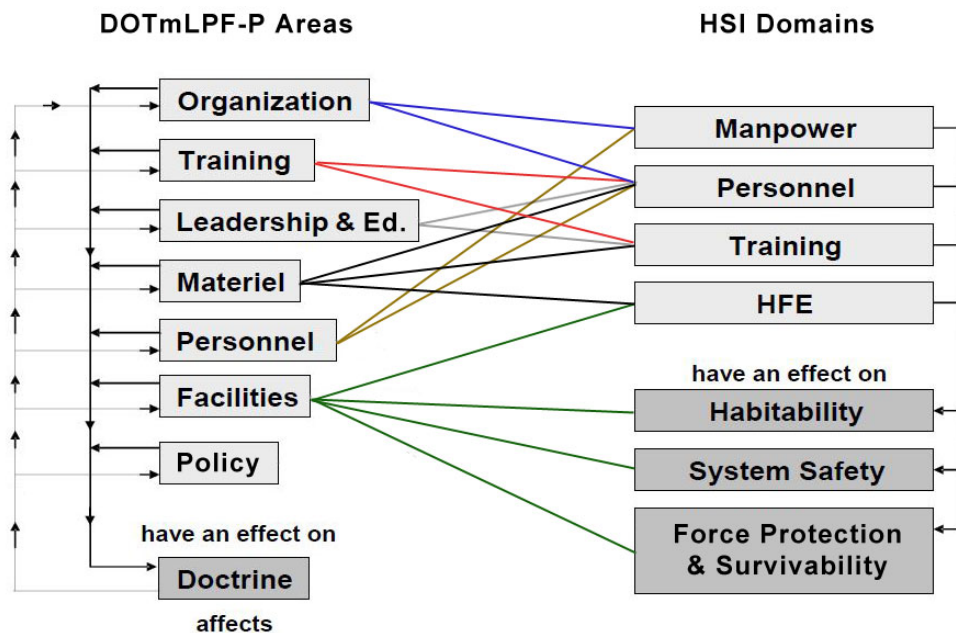 DOTmLPF-P Areas
HSI Domains
Organization
Training
Leadership & Ed.
Materiel
Personnel
Facilities
Policy
have an effect on
Doctrine
affects
Manpower
Personnel
Training
HFE
have an effect on
Habitability
System Safety
Force Protection
& Survivability